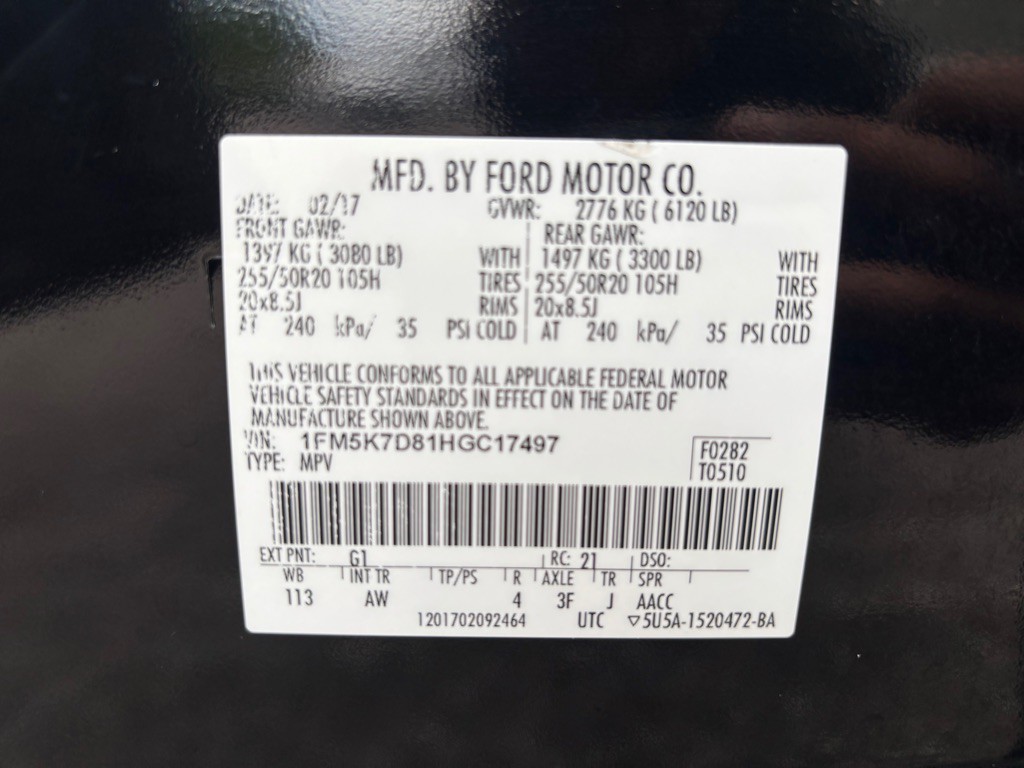 MFD. BY FORD MOTOR CO.
DATE: 02/17 GVWR: 2776 KG ( 6120 LB)
FRONT GAWR: REAR GAWR:
1397 KG ( 3080 LB) WITH 1497 KG ( 3300 LB) WITH
255/50R20 105H TIRES 255/50R20 105H TIRES
20x8.5J RIMS 20x8.5J RIMS
AT 240 kPa/ 35 PSI COLD AT 240 kPa/ 35 PSI COLD
THIS VEHICLE CONFORMS TO ALL APPLICABLE FEDERAL MOTOR
VEHICLE SAFETY STANDARDS IN EFFECT ON THE DATE OF
MANUFACTURE SHOWN ABOVE.
VIN: 1FM5K7D81HGC17497
TYPE: MPV
F0282
T0510
EXT PNT: G1 RC: 21 DSO:
WB INT TR TP/PS R AXLE TR SPR
113 AW 4 3F J AACC
1201702092464 UTC ▽5U5A-1520472-BA